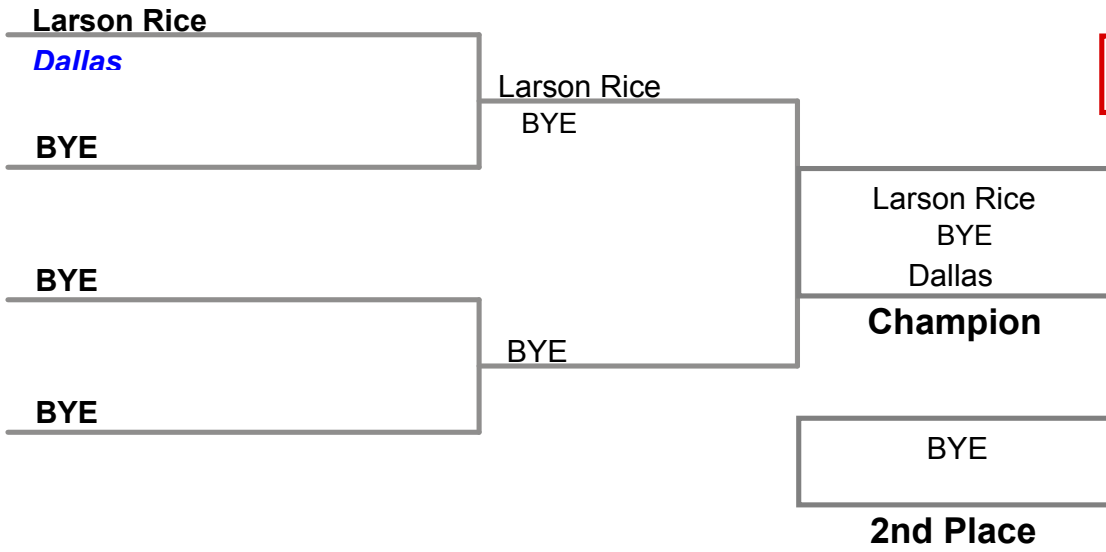 Larson Rice
Dallas
BYE
BYE
BYE
Larson Rice
BYE
BYE
Larson Rice
BYE
Dallas
Champion
BYE
2nd Place